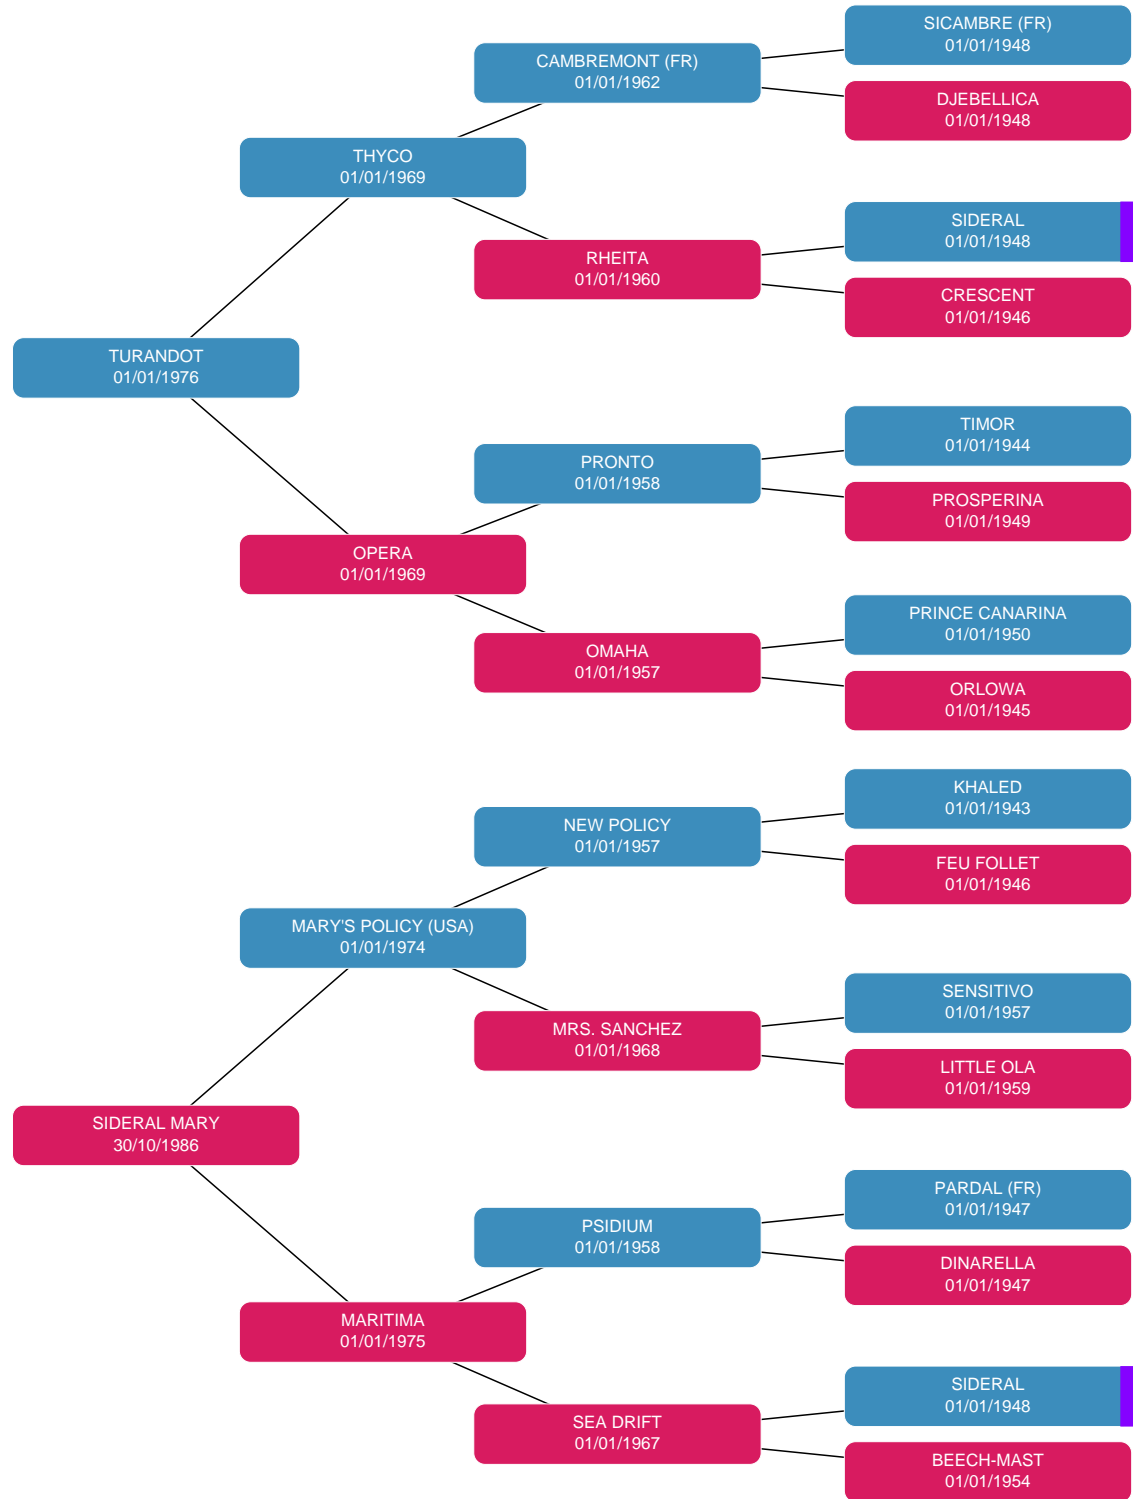 SICAMBRE (FR)
01/01/1948
CAMBREMONT (FR)
01/01/1962
DJEBELLICA
01/01/1948
THYCO
01/01/1969
SIDERAL
01/01/1948
RHEITA
01/01/1960
CRESCENT
01/01/1946
TURANDOT
01/01/1976
TIMOR
01/01/1944
PRONTO
01/01/1958
PROSPERINA
01/01/1949
OPERA
01/01/1969
PRINCE CANARINA
01/01/1950
OMAHA
01/01/1957
ORLOWA
01/01/1945
KHALED
01/01/1943
NEW POLICY
01/01/1957
FEU FOLLET
01/01/1946
MARY'S POLICY (USA)
01/01/1974
SENSITIVO
01/01/1957
MRS. SANCHEZ
01/01/1968
LITTLE OLA
01/01/1959
SIDERAL MARY
30/10/1986
PARDAL (FR)
01/01/1947
PSIDIUM
01/01/1958
DINARELLA
01/01/1947
MARITIMA
01/01/1975
SIDERAL
01/01/1948
SEA DRIFT
01/01/1967
BEECH-MAST
01/01/1954